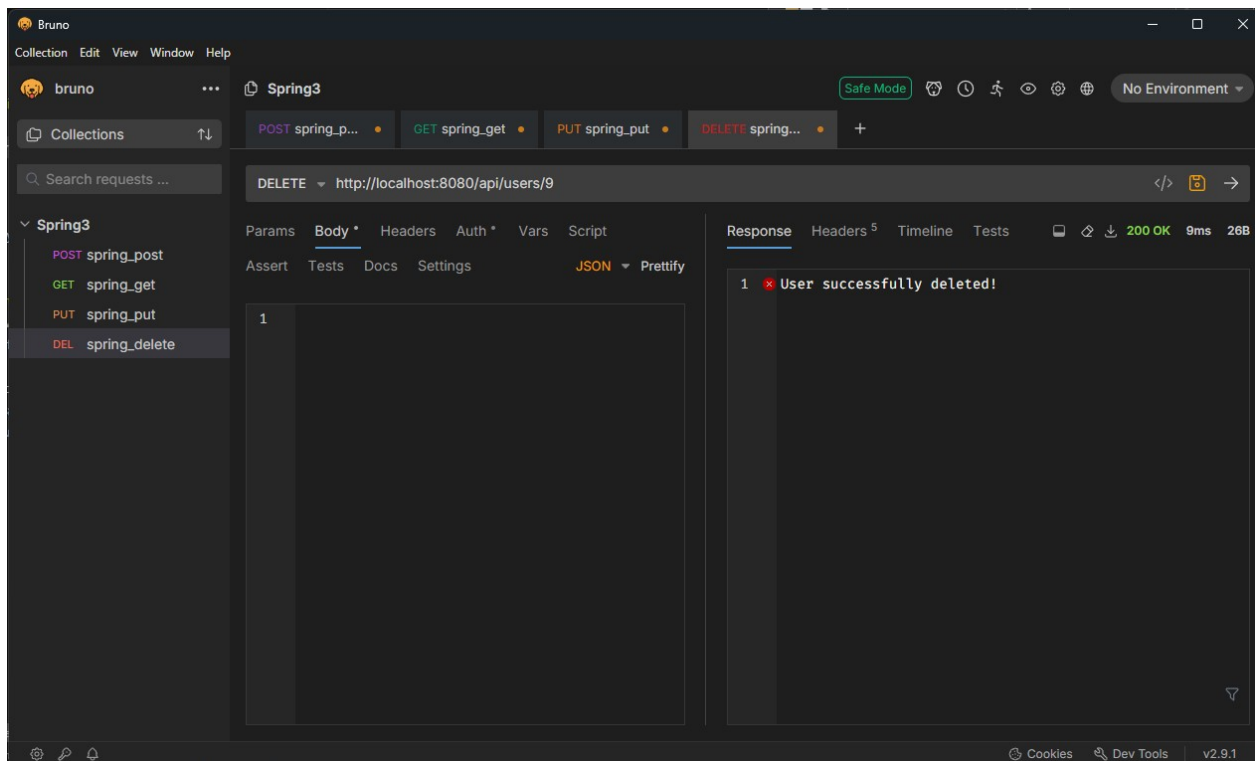 Bruno
Collection Edit View Window Help
bruno
Spring3
Safe Mode
No Environment
Collections
POST spring_p...
GET spring_get
PUT spring_put
DELETE spring...
+
Search requests ...
DELETE http://localhost:8080/api/users/9
</>
Spring3
POST spring_post
GET spring_get
PUT spring_put
DEL spring_delete
Params Body Headers Auth Vars Script
Assert Tests Docs Settings
JSON Prettify
1
Response Headers 5 Timeline Tests
200 OK 9ms 26B
1 User successfully deleted!
Cookies Dev Tools v2.9.1